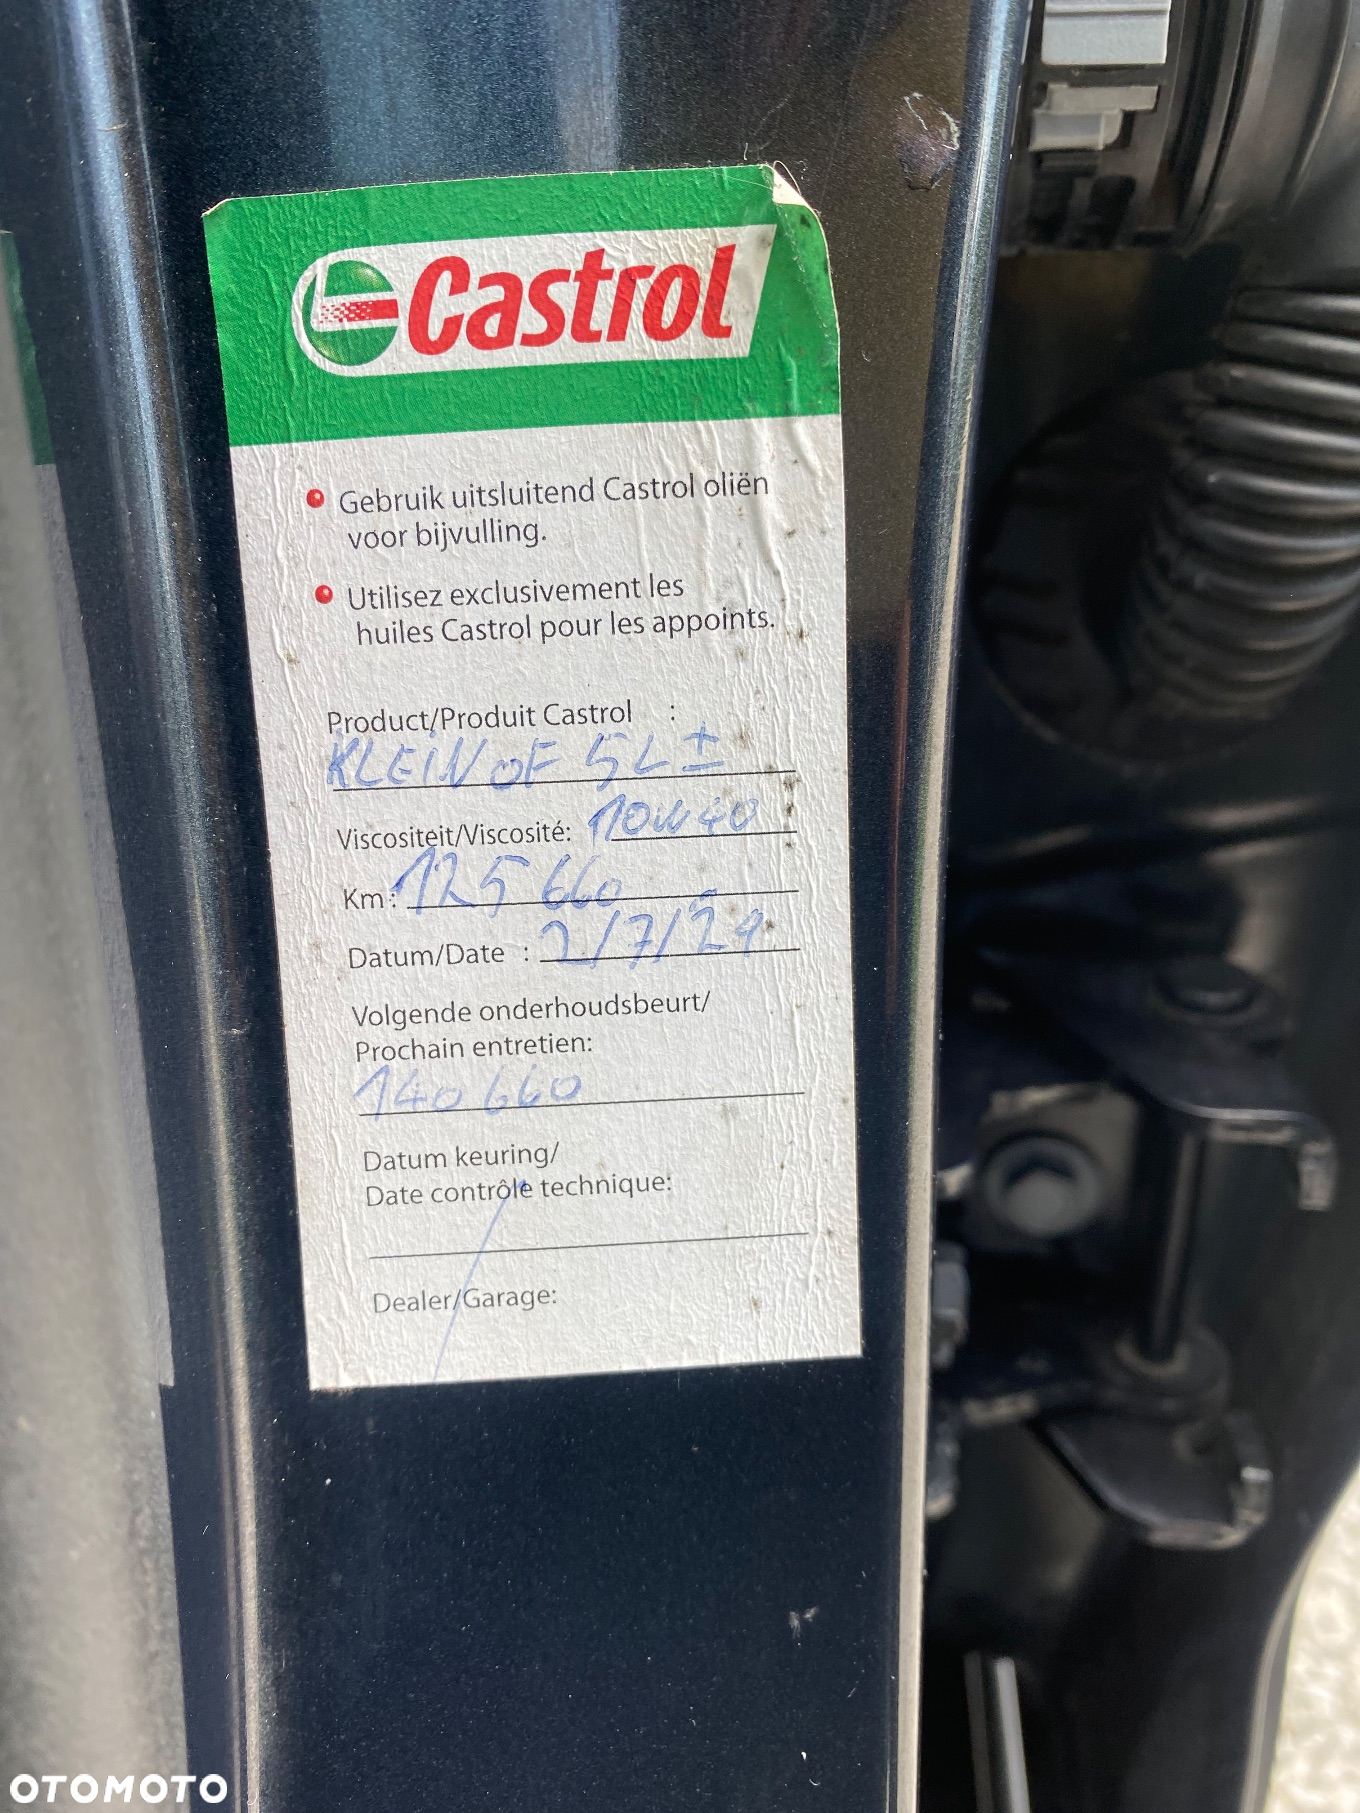 Castrol
Gebruik uitsluitend Castrol oliën
voor bijvulling.
Utilisez exclusivement les
huiles Castrol pour les appoints.
Product/Produit Castrol :
KLEIN OF 5L ±
Viscositeit/Viscosité: 10W40
Km: 125 660
Datum/Date : 2/7/24
Volgende onderhoudsbeurt/
Prochain entretien:
140 660
Datum keuring/
Date contrôle technique:
Dealer/Garage:
OTOMOTO